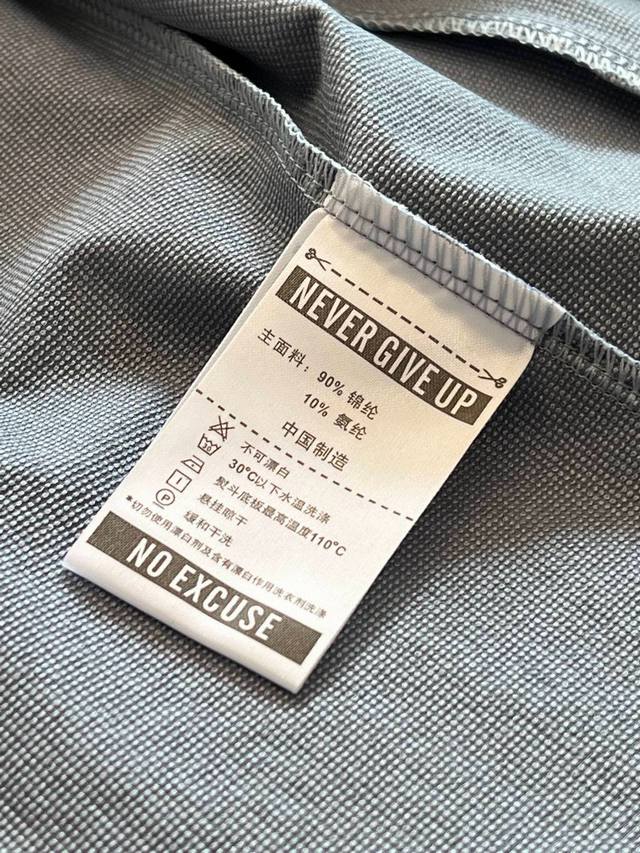 NEVER GIVE UP
主面料：90% 锦纶
10% 氨纶
中国制造
不可漂白
30°C以下水温洗涤
熨斗底板最高温度110°C
悬挂晾干
P 缓和干洗
*切勿使用漂白剂及含有漂白作用洗衣剂洗涤
NO EXCUSE